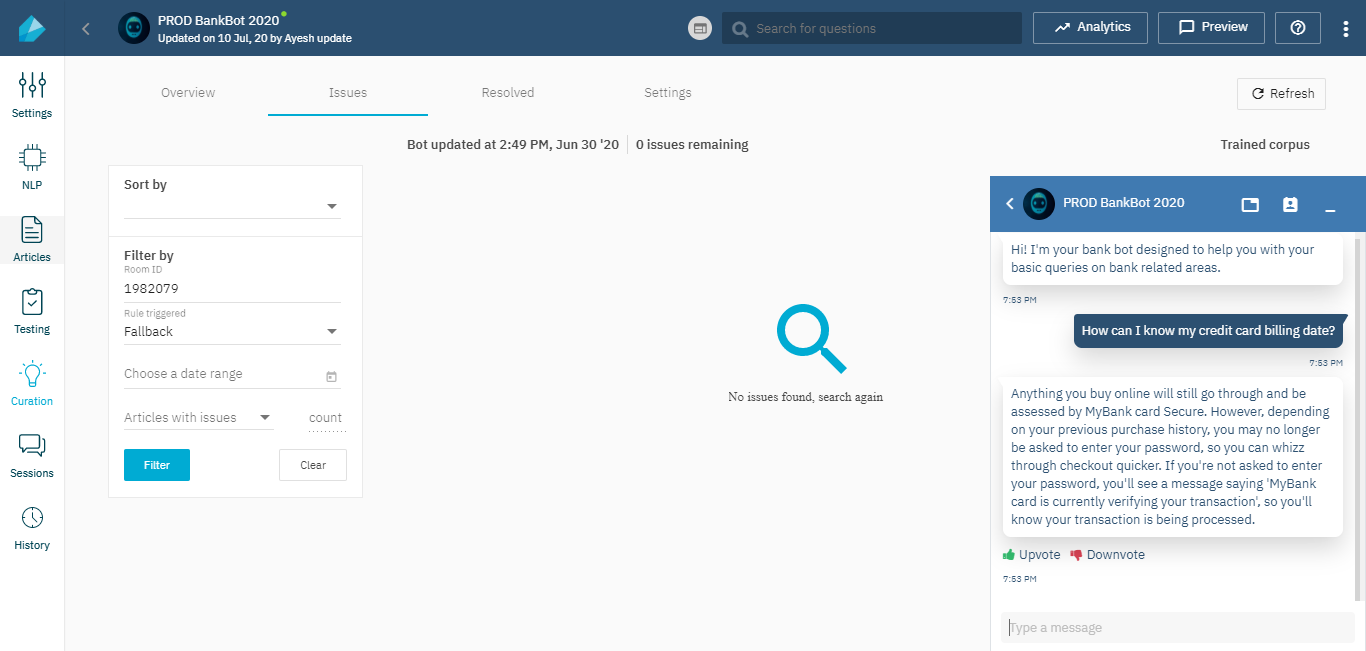 PROD BankBot 2020
Updated on 10 Jul, 20 by Ayesh update
Search for questions
Analytics
Preview
Settings
NLP
Articles
Testing
Curation
Sessions
History
Overview
Issues
Resolved
Settings
Refresh
Bot updated at 2:49 PM, Jun 30 '20
0 issues remaining
Trained corpus
Sort by
Filter by
Room ID
1982079
Rule triggered
Fallback
Choose a date range
Articles with issues
count
Filter
Clear
No issues found, search again
PROD BankBot 2020
Hi! I'm your bank bot designed to help you with your
basic queries on bank related areas.
7:53 PM
How can I know my credit card billing date?
7:53 PM
Anything you buy online will still go through and be
assessed by MyBank card Secure. However, depending
on your previous purchase history, you may no longer
be asked to enter your password, so you can whizz
through checkout quicker. If you're not asked to enter
your password, you'll see a message saying 'MyBank
card is currently verifying your transaction', so you'll
know your transaction is being processed.
Upvote
Downvote
7:53 PM
Type a message